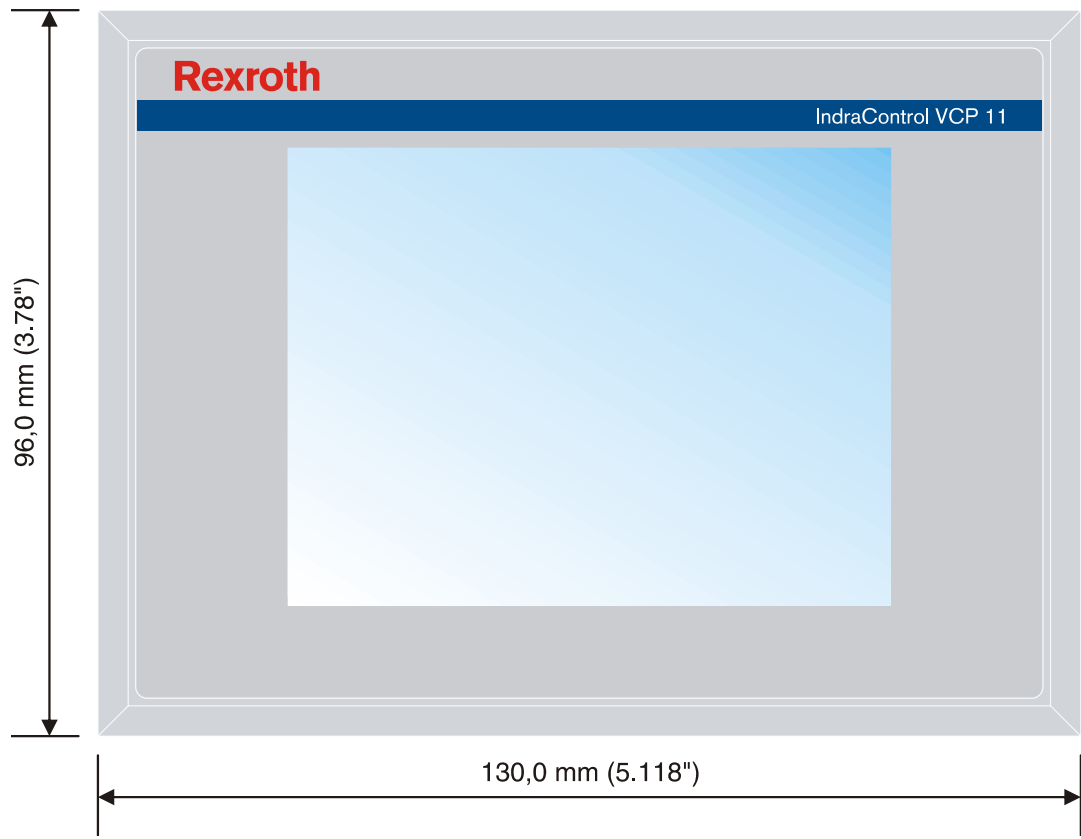 Rexroth
IndraControl VCP 11
96,0 mm (3.78")
130,0 mm (5.118")